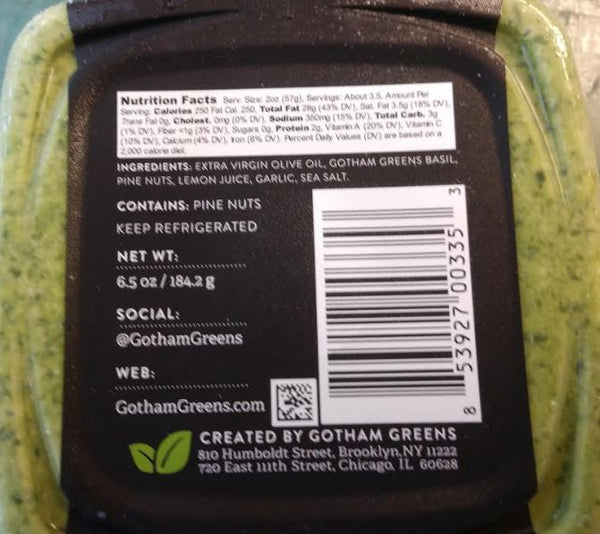 Nutrition Facts Serv. Size: 2oz (57g), Servings: About 3.5, Amount Per
Serving: Calories 250 Fat Cal. 250, Total Fat 28g (43% DV), Sat. Fat 3.5g (18% DV),
Trans Fat 0g, Cholest. 0mg (0% DV), Sodium 350mg (15% DV), Total Carb. 3g
(1% DV), Fiber <1g (3% DV), Sugars 0g, Protein 2g, Vitamin A (20% DV), Vitamin C
(10% DV), Calcium (4% DV), Iron (6% DV). Percent Daily Values (DV) are based on a
2,000 calorie diet.
INGREDIENTS: EXTRA VIRGIN OLIVE OIL, GOTHAM GREENS BASIL,
PINE NUTS, LEMON JUICE, GARLIC, SEA SALT.
CONTAINS: PINE NUTS
KEEP REFRIGERATED
NET WT:
6.5 oz / 184.2 g
SOCIAL:
@GothamGreens
WEB:
GothamGreens.com
8 53927 00335 3
CREATED BY GOTHAM GREENS
810 Humboldt Street, Brooklyn, NY 11222
720 East 111th Street, Chicago, IL 60628